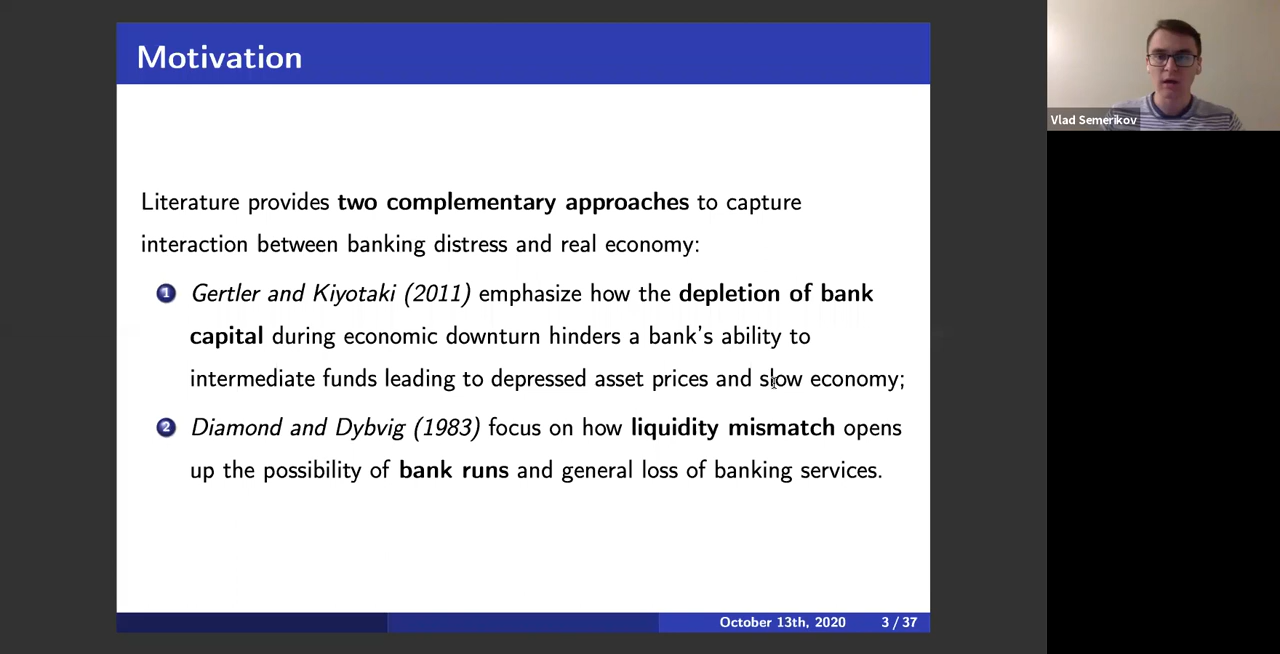 Motivation
Vlad Semerikov
Literature provides two complementary approaches to capture
interaction between banking distress and real economy:
1 Gertler and Kiyotaki (2011) emphasize how the depletion of bank
capital during economic downturn hinders a bank's ability to
intermediate funds leading to depressed asset prices and slow economy;
2 Diamond and Dybvig (1983) focus on how liquidity mismatch opens
up the possibility of bank runs and general loss of banking services.
October 13th, 2020 3 / 37